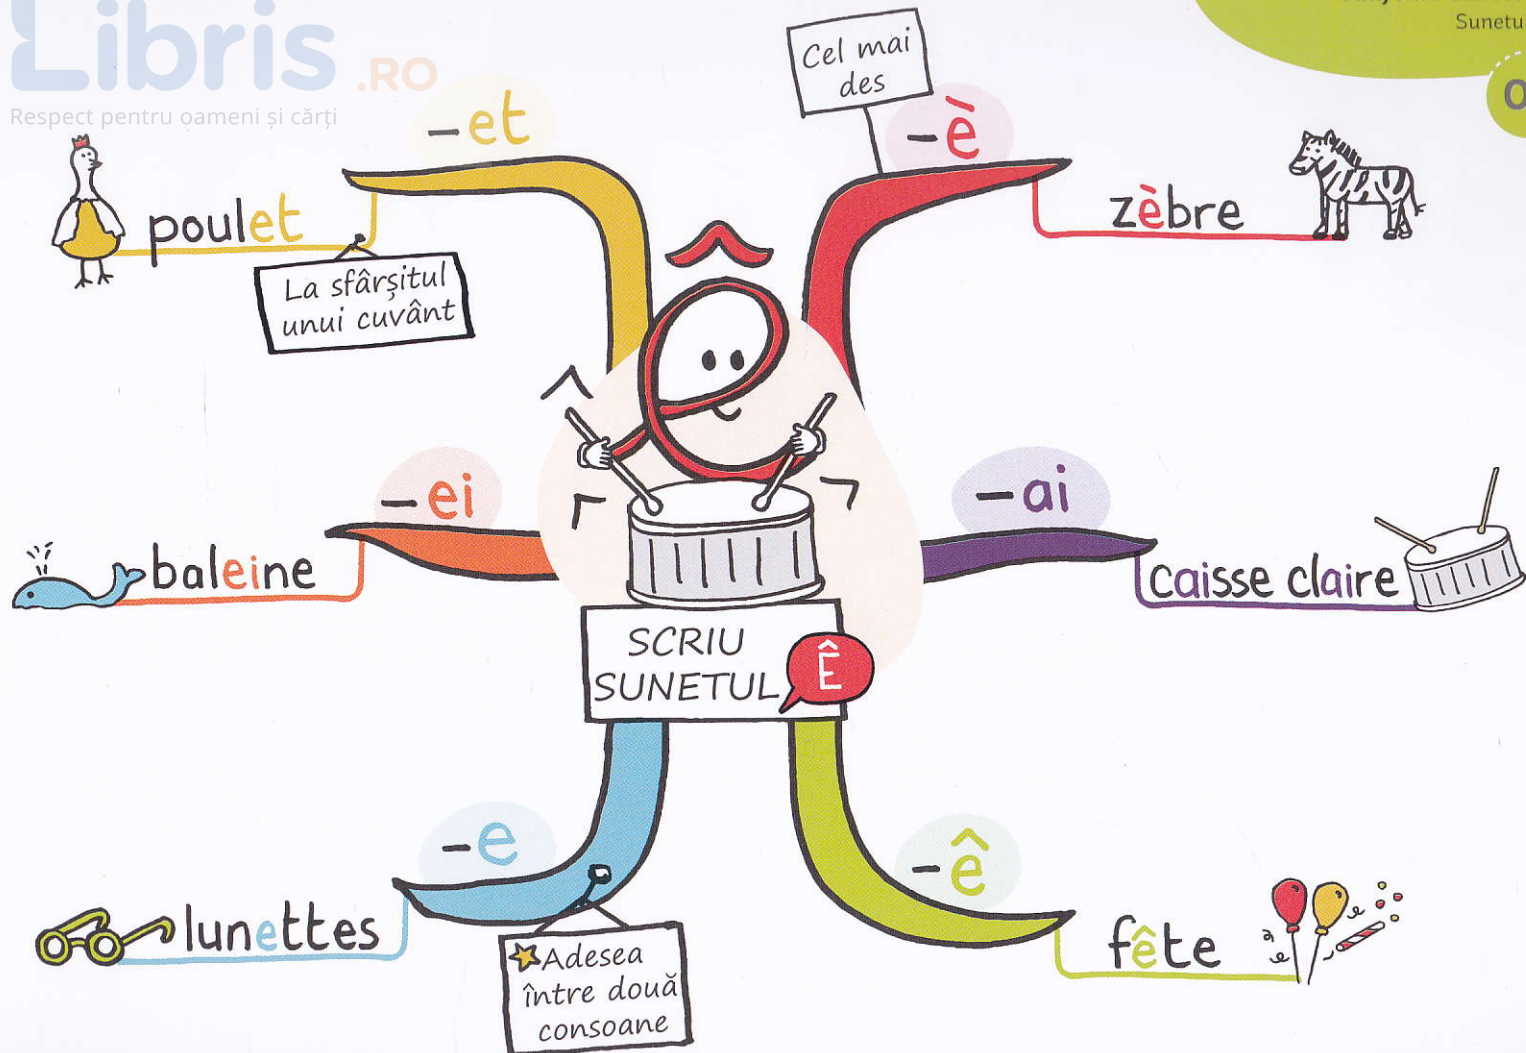 Libris .RO
Respect pentru oameni și cărți
Sunetu
Cel mai
des
-et
-è
poulet
zèbre
La sfârșitul
unui cuvânt
-ei
-ai
baleine
caisse claire
SCRIU
SUNETUL
Ê
-e
-ê
lunettes
fête
Adesea
între două
consoane